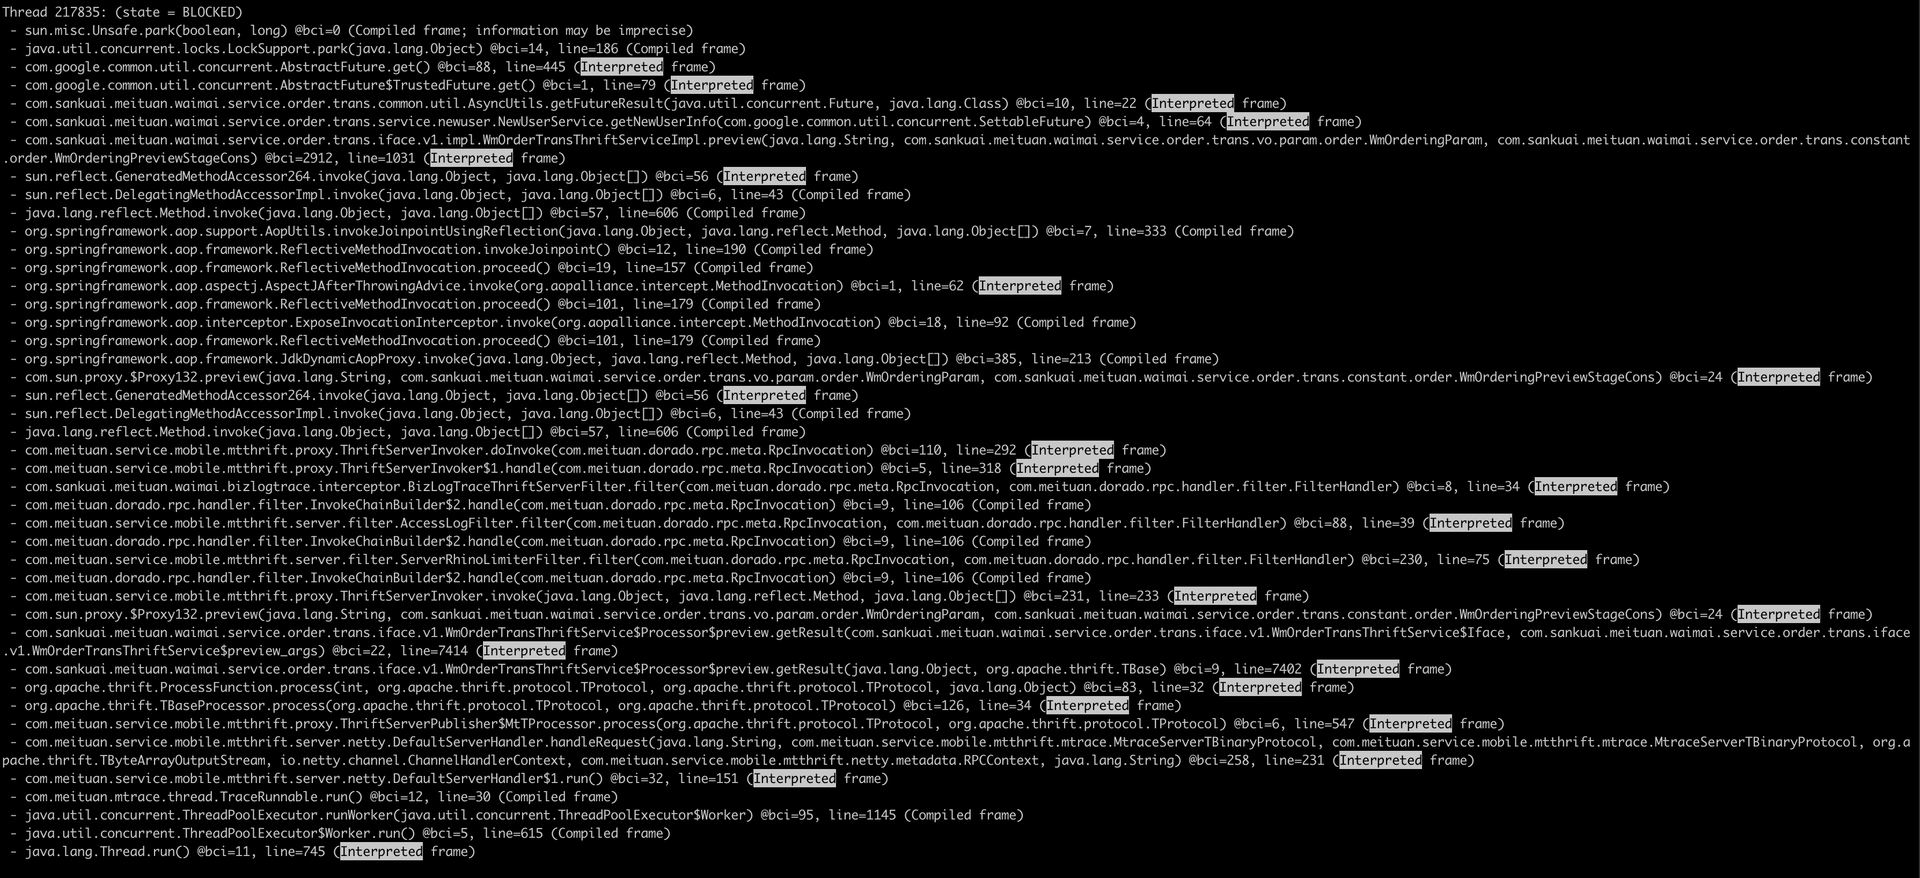 Thread 217835: (state = BLOCKED)
 - sun.misc.Unsafe.park(boolean, long) @bci=0 (Compiled frame; information may be imprecise)
 - java.util.concurrent.locks.LockSupport.park(java.lang.Object) @bci=14, line=186 (Compiled frame)
 - com.google.common.util.concurrent.AbstractFuture.get() @bci=88, line=445 (Interpreted frame)
 - com.google.common.util.concurrent.AbstractFuture$TrustedFuture.get() @bci=1, line=79 (Interpreted frame)
 - com.sankuai.meituan.waimai.service.order.trans.common.util.AsyncUtils.getFutureResult(java.util.concurrent.Future, java.lang.Class) @bci=10, line=22 (Interpreted frame)
 - com.sankuai.meituan.waimai.service.order.trans.service.newuser.NewUserService.getNewUserInfo(com.google.common.util.concurrent.SettableFuture) @bci=4, line=64 (Interpreted frame)
 - com.sankuai.meituan.waimai.service.order.trans.iface.v1.impl.WmOrderTransThriftServiceImpl.preview(java.lang.String, com.sankuai.meituan.waimai.service.order.trans.vo.param.order.WmOrderingParam, com.sankuai.meituan.waimai.service.order.trans.constant
.order.WmOrderingPreviewStageCons) @bci=2912, line=1031 (Interpreted frame)
 - sun.reflect.GeneratedMethodAccessor264.invoke(java.lang.Object, java.lang.Object[]) @bci=56 (Interpreted frame)
 - sun.reflect.DelegatingMethodAccessorImpl.invoke(java.lang.Object, java.lang.Object[]) @bci=6, line=43 (Compiled frame)
 - java.lang.reflect.Method.invoke(java.lang.Object, java.lang.Object[]) @bci=57, line=606 (Compiled frame)
 - org.springframework.aop.support.AopUtils.invokeJoinpointUsingReflection(java.lang.Object, java.lang.reflect.Method, java.lang.Object[]) @bci=7, line=333 (Compiled frame)
 - org.springframework.aop.framework.ReflectiveMethodInvocation.invokeJoinpoint() @bci=12, line=190 (Compiled frame)
 - org.springframework.aop.framework.ReflectiveMethodInvocation.proceed() @bci=19, line=157 (Compiled frame)
 - org.springframework.aop.aspectj.AspectJAfterThrowingAdvice.invoke(org.aopalliance.intercept.MethodInvocation) @bci=1, line=62 (Interpreted frame)
 - org.springframework.aop.framework.ReflectiveMethodInvocation.proceed() @bci=101, line=179 (Compiled frame)
 - org.springframework.aop.interceptor.ExposeInvocationInterceptor.invoke(org.aopalliance.intercept.MethodInvocation) @bci=18, line=92 (Compiled frame)
 - org.springframework.aop.framework.ReflectiveMethodInvocation.proceed() @bci=101, line=179 (Compiled frame)
 - org.springframework.aop.framework.JdkDynamicAopProxy.invoke(java.lang.Object, java.lang.reflect.Method, java.lang.Object[]) @bci=385, line=213 (Compiled frame)
 - com.sun.proxy.$Proxy132.preview(java.lang.String, com.sankuai.meituan.waimai.service.order.trans.vo.param.order.WmOrderingParam, com.sankuai.meituan.waimai.service.order.trans.constant.order.WmOrderingPreviewStageCons) @bci=24 (Interpreted frame)
 - sun.reflect.GeneratedMethodAccessor264.invoke(java.lang.Object, java.lang.Object[]) @bci=56 (Interpreted frame)
 - sun.reflect.DelegatingMethodAccessorImpl.invoke(java.lang.Object, java.lang.Object[]) @bci=6, line=43 (Compiled frame)
 - java.lang.reflect.Method.invoke(java.lang.Object, java.lang.Object[]) @bci=57, line=606 (Compiled frame)
 - com.meituan.service.mobile.mtthrift.proxy.ThriftServerInvoker.doInvoke(com.meituan.dorado.rpc.meta.RpcInvocation) @bci=110, line=292 (Interpreted frame)
 - com.meituan.service.mobile.mtthrift.proxy.ThriftServerInvoker$1.handle(com.meituan.dorado.rpc.meta.RpcInvocation) @bci=5, line=318 (Interpreted frame)
 - com.sankuai.meituan.waimai.bizlogtrace.interceptor.BizLogTraceThriftServerFilter.filter(com.meituan.dorado.rpc.meta.RpcInvocation, com.meituan.dorado.rpc.handler.filter.FilterHandler) @bci=8, line=34 (Interpreted frame)
 - com.meituan.dorado.rpc.handler.filter.InvokeChainBuilder$2.handle(com.meituan.dorado.rpc.meta.RpcInvocation) @bci=9, line=106 (Compiled frame)
 - com.meituan.service.mobile.mtthrift.server.filter.AccessLogFilter.filter(com.meituan.dorado.rpc.meta.RpcInvocation, com.meituan.dorado.rpc.handler.filter.FilterHandler) @bci=88, line=39 (Interpreted frame)
 - com.meituan.dorado.rpc.handler.filter.InvokeChainBuilder$2.handle(com.meituan.dorado.rpc.meta.RpcInvocation) @bci=9, line=106 (Compiled frame)
 - com.meituan.service.mobile.mtthrift.server.filter.ServerRhinoLimiterFilter.filter(com.meituan.dorado.rpc.meta.RpcInvocation, com.meituan.dorado.rpc.handler.filter.FilterHandler) @bci=230, line=75 (Interpreted frame)
 - com.meituan.dorado.rpc.handler.filter.InvokeChainBuilder$2.handle(com.meituan.dorado.rpc.meta.RpcInvocation) @bci=9, line=106 (Compiled frame)
 - com.meituan.service.mobile.mtthrift.proxy.ThriftServerInvoker.invoke(java.lang.Object, java.lang.reflect.Method, java.lang.Object[]) @bci=231, line=233 (Interpreted frame)
 - com.sun.proxy.$Proxy132.preview(java.lang.String, com.sankuai.meituan.waimai.service.order.trans.vo.param.order.WmOrderingParam, com.sankuai.meituan.waimai.service.order.trans.constant.order.WmOrderingPreviewStageCons) @bci=24 (Interpreted frame)
 - com.sankuai.meituan.waimai.service.order.trans.iface.v1.WmOrderTransThriftService$Processor$preview.getResult(com.sankuai.meituan.waimai.service.order.trans.iface.v1.WmOrderTransThriftService$Iface, com.sankuai.meituan.waimai.service.order.trans.iface
.v1.WmOrderTransThriftService$preview_args) @bci=22, line=7414 (Interpreted frame)
 - com.sankuai.meituan.waimai.service.order.trans.iface.v1.WmOrderTransThriftService$Processor$preview.getResult(java.lang.Object, org.apache.thrift.TBase) @bci=9, line=7402 (Interpreted frame)
 - org.apache.thrift.ProcessFunction.process(int, org.apache.thrift.protocol.TProtocol, org.apache.thrift.protocol.TProtocol, java.lang.Object) @bci=83, line=32 (Interpreted frame)
 - org.apache.thrift.TBaseProcessor.process(org.apache.thrift.protocol.TProtocol, org.apache.thrift.protocol.TProtocol) @bci=126, line=34 (Interpreted frame)
 - com.meituan.service.mobile.mtthrift.proxy.ThriftServerPublisher$MtTProcessor.process(org.apache.thrift.protocol.TProtocol, org.apache.thrift.protocol.TProtocol) @bci=6, line=547 (Interpreted frame)
 - com.meituan.service.mobile.mtthrift.server.netty.DefaultServerHandler.handleRequest(java.lang.String, com.meituan.service.mobile.mtthrift.mtrace.MtraceServerTBinaryProtocol, com.meituan.service.mobile.mtthrift.mtrace.MtraceServerTBinaryProtocol, org.a
pache.thrift.TByteArrayOutputStream, io.netty.channel.ChannelHandlerContext, com.meituan.service.mobile.mtthrift.netty.metadata.RPCContext, java.lang.String) @bci=258, line=231 (Interpreted frame)
 - com.meituan.service.mobile.mtthrift.server.netty.DefaultServerHandler$1.run() @bci=32, line=151 (Interpreted frame)
 - com.meituan.mtrace.thread.TraceRunnable.run() @bci=12, line=30 (Compiled frame)
 - java.util.concurrent.ThreadPoolExecutor.runWorker(java.util.concurrent.ThreadPoolExecutor$Worker) @bci=95, line=1145 (Compiled frame)
 - java.util.concurrent.ThreadPoolExecutor$Worker.run() @bci=5, line=615 (Compiled frame)
 - java.lang.Thread.run() @bci=11, line=745 (Interpreted frame)